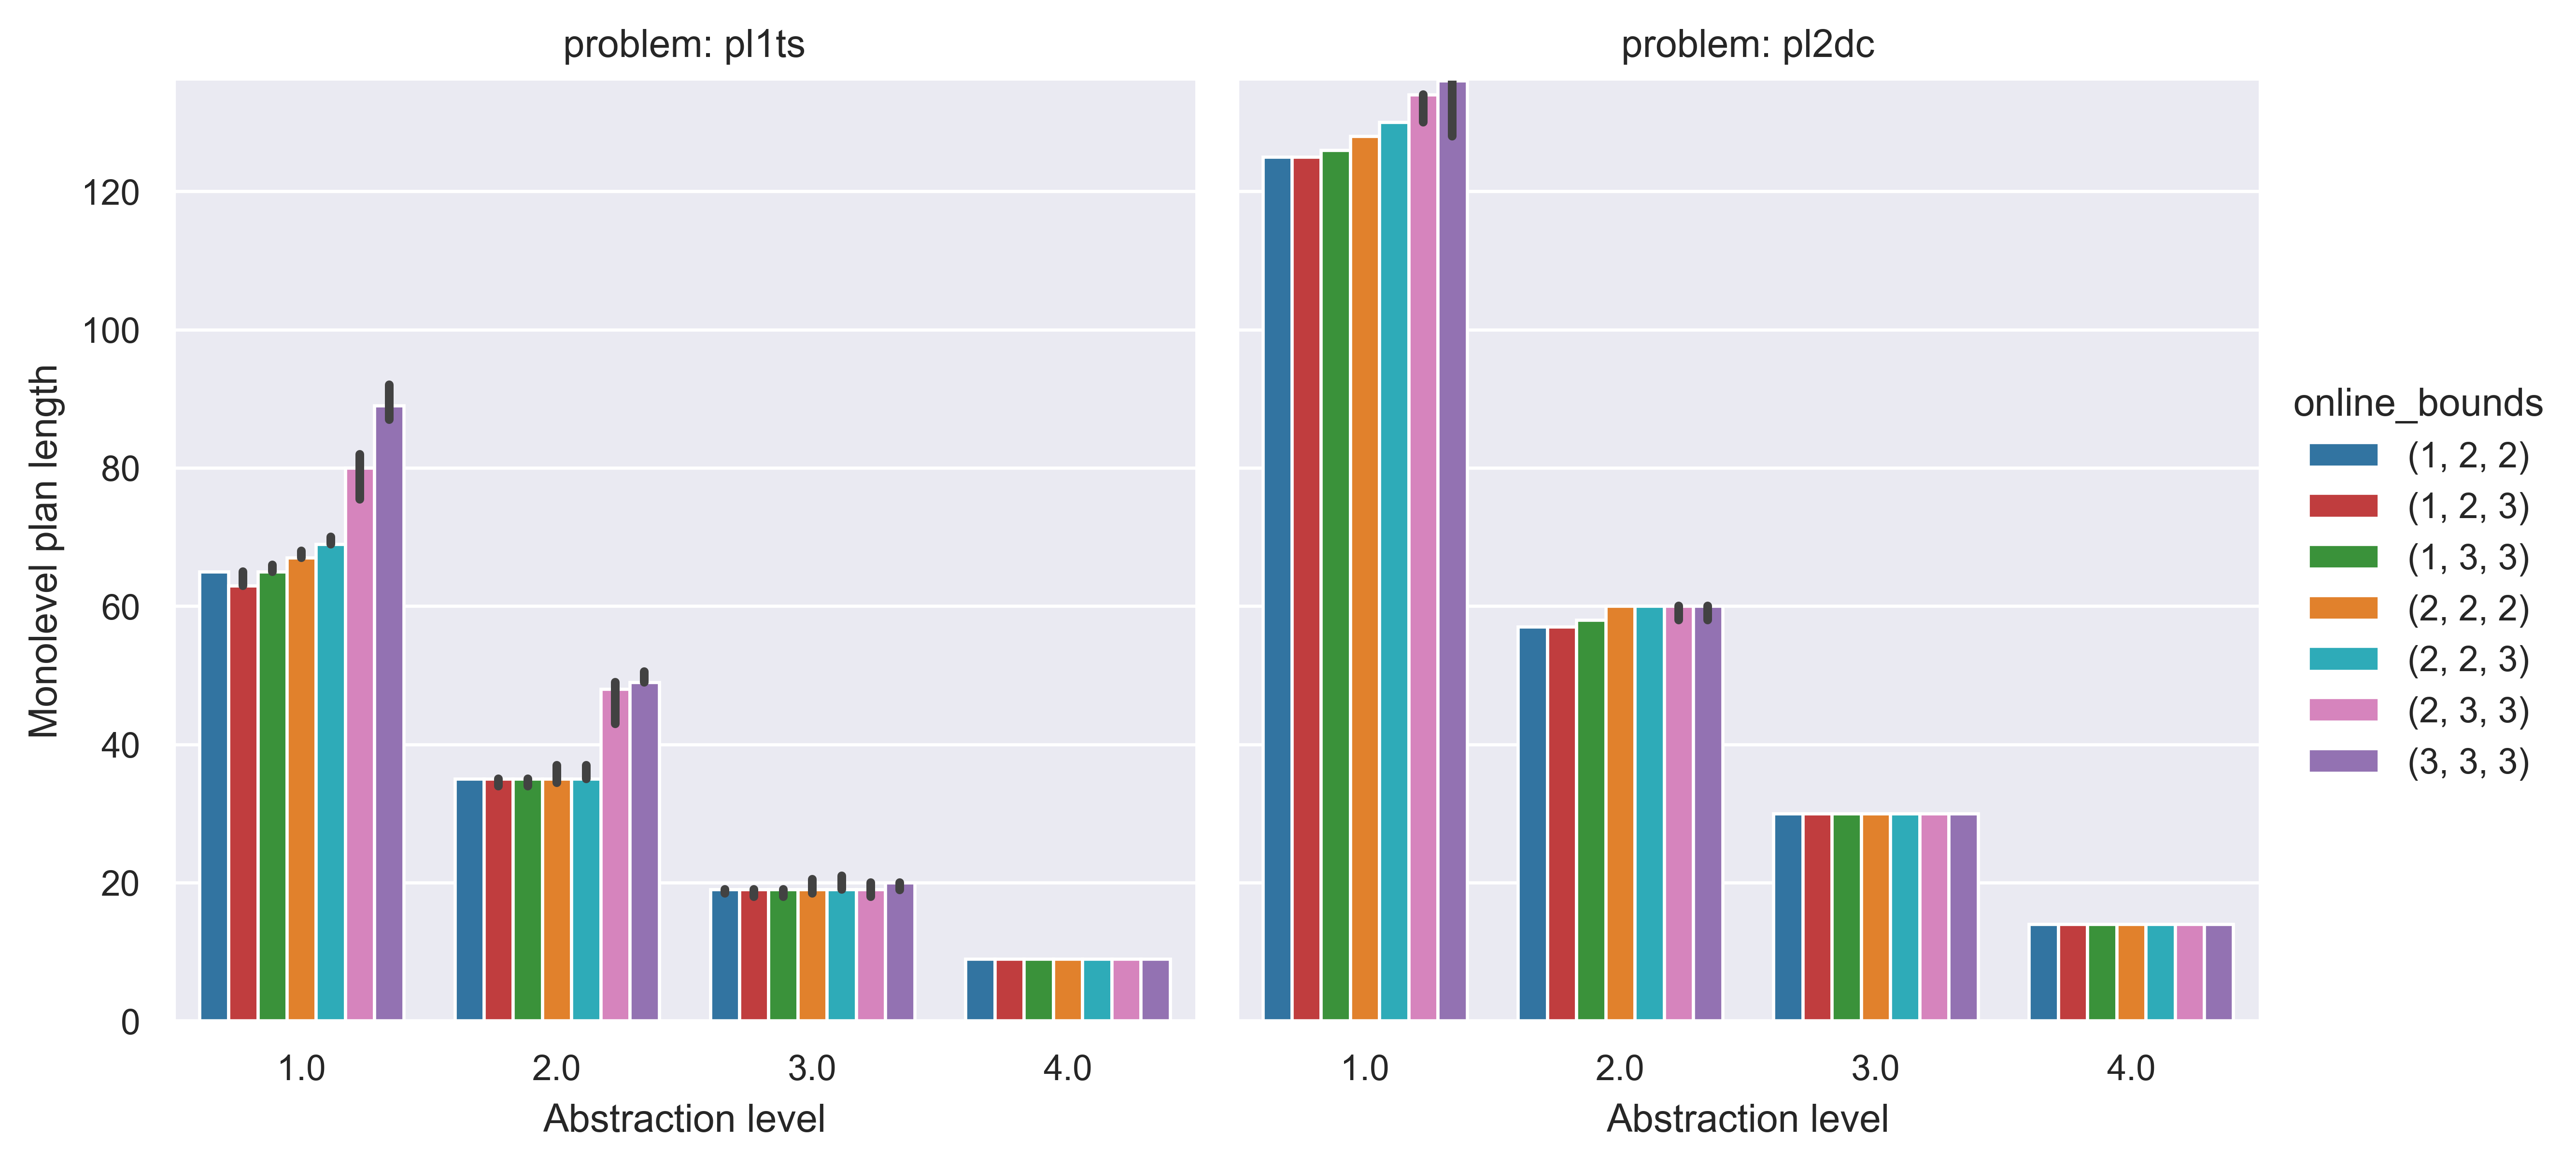 problem: pl1ts
problem: pl2dc
Monolevel plan length
120
100
80
60
40
20
0
1.0 2.0 3.0 4.0
1.0 2.0 3.0 4.0
Abstraction level
Abstraction level
online_bounds
(1, 2, 2)
(1, 2, 3)
(1, 3, 3)
(2, 2, 2)
(2, 2, 3)
(2, 3, 3)
(3, 3, 3)